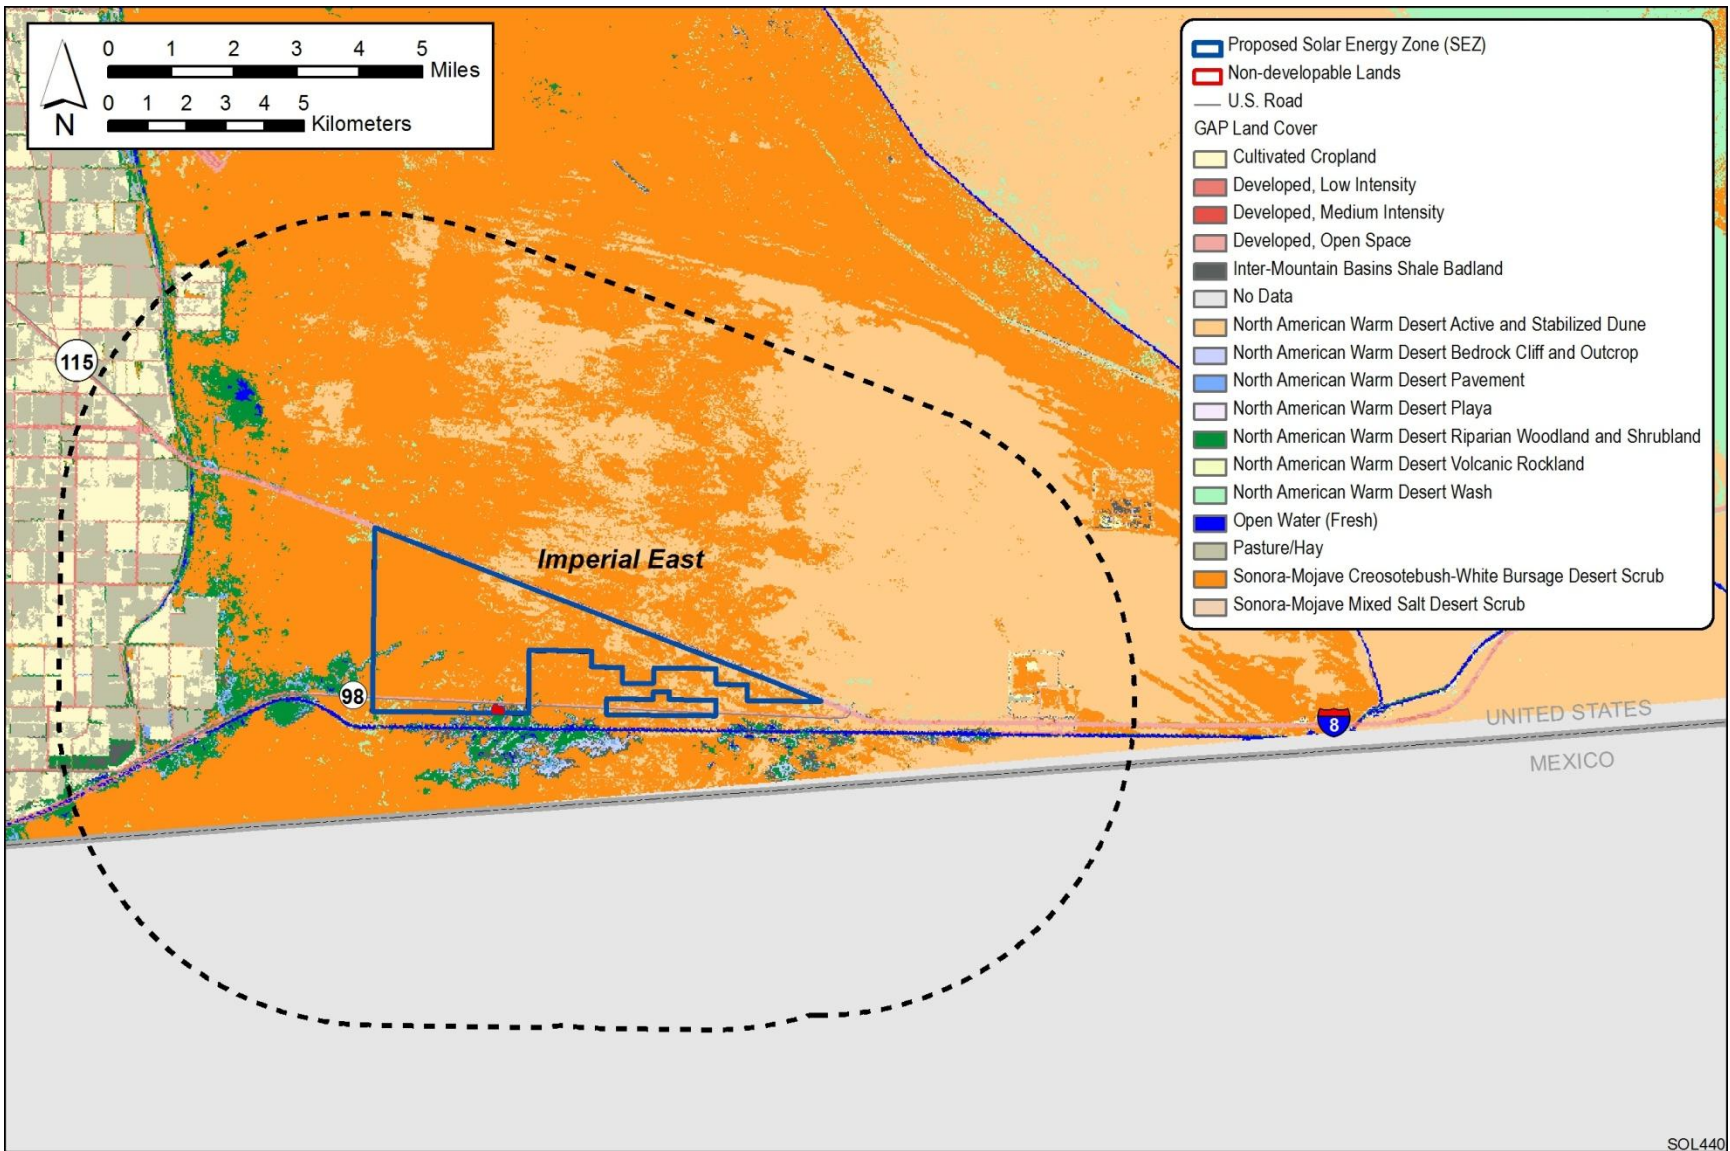 0 1 2 3 4 5
Miles
0 1 2 3 4 5
Kilometers
N
Proposed Solar Energy Zone (SEZ)
Non-developable Lands
U.S. Road
GAP Land Cover
Cultivated Cropland
Developed, Low Intensity
Developed, Medium Intensity
Developed, Open Space
Inter-Mountain Basins Shale Badland
No Data
North American Warm Desert Active and Stabilized Dune
North American Warm Desert Bedrock Cliff and Outcrop
North American Warm Desert Pavement
North American Warm Desert Playa
North American Warm Desert Riparian Woodland and Shrubland
North American Warm Desert Volcanic Rockland
North American Warm Desert Wash
Open Water (Fresh)
Pasture/Hay
Sonora-Mojave Creosotebush-White Bursage Desert Scrub
Sonora-Mojave Mixed Salt Desert Scrub
115
Imperial East
98
8
UNITED STATES
MEXICO
SOL440